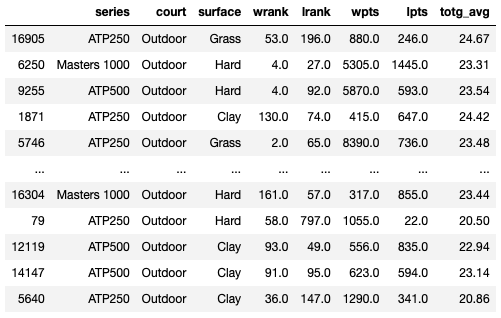 series court surface wrank lrank wpts lpts totg_avg
16905 ATP250 Outdoor Grass 53.0 196.0 880.0 246.0 24.67
6250 Masters 1000 Outdoor Hard 4.0 27.0 5305.0 1445.0 23.31
9255 ATP500 Outdoor Hard 4.0 92.0 5870.0 593.0 23.54
1871 ATP250 Outdoor Clay 130.0 74.0 415.0 647.0 24.42
5746 ATP250 Outdoor Grass 2.0 65.0 8390.0 736.0 23.48
... ... ... ... ... ... ... ... ...
16304 Masters 1000 Outdoor Hard 161.0 57.0 317.0 855.0 23.44
79 ATP250 Outdoor Hard 58.0 797.0 1055.0 22.0 20.50
12119 ATP500 Outdoor Clay 93.0 49.0 556.0 835.0 22.94
14147 ATP500 Outdoor Clay 91.0 95.0 623.0 594.0 23.14
5640 ATP250 Outdoor Clay 36.0 147.0 1290.0 341.0 20.86